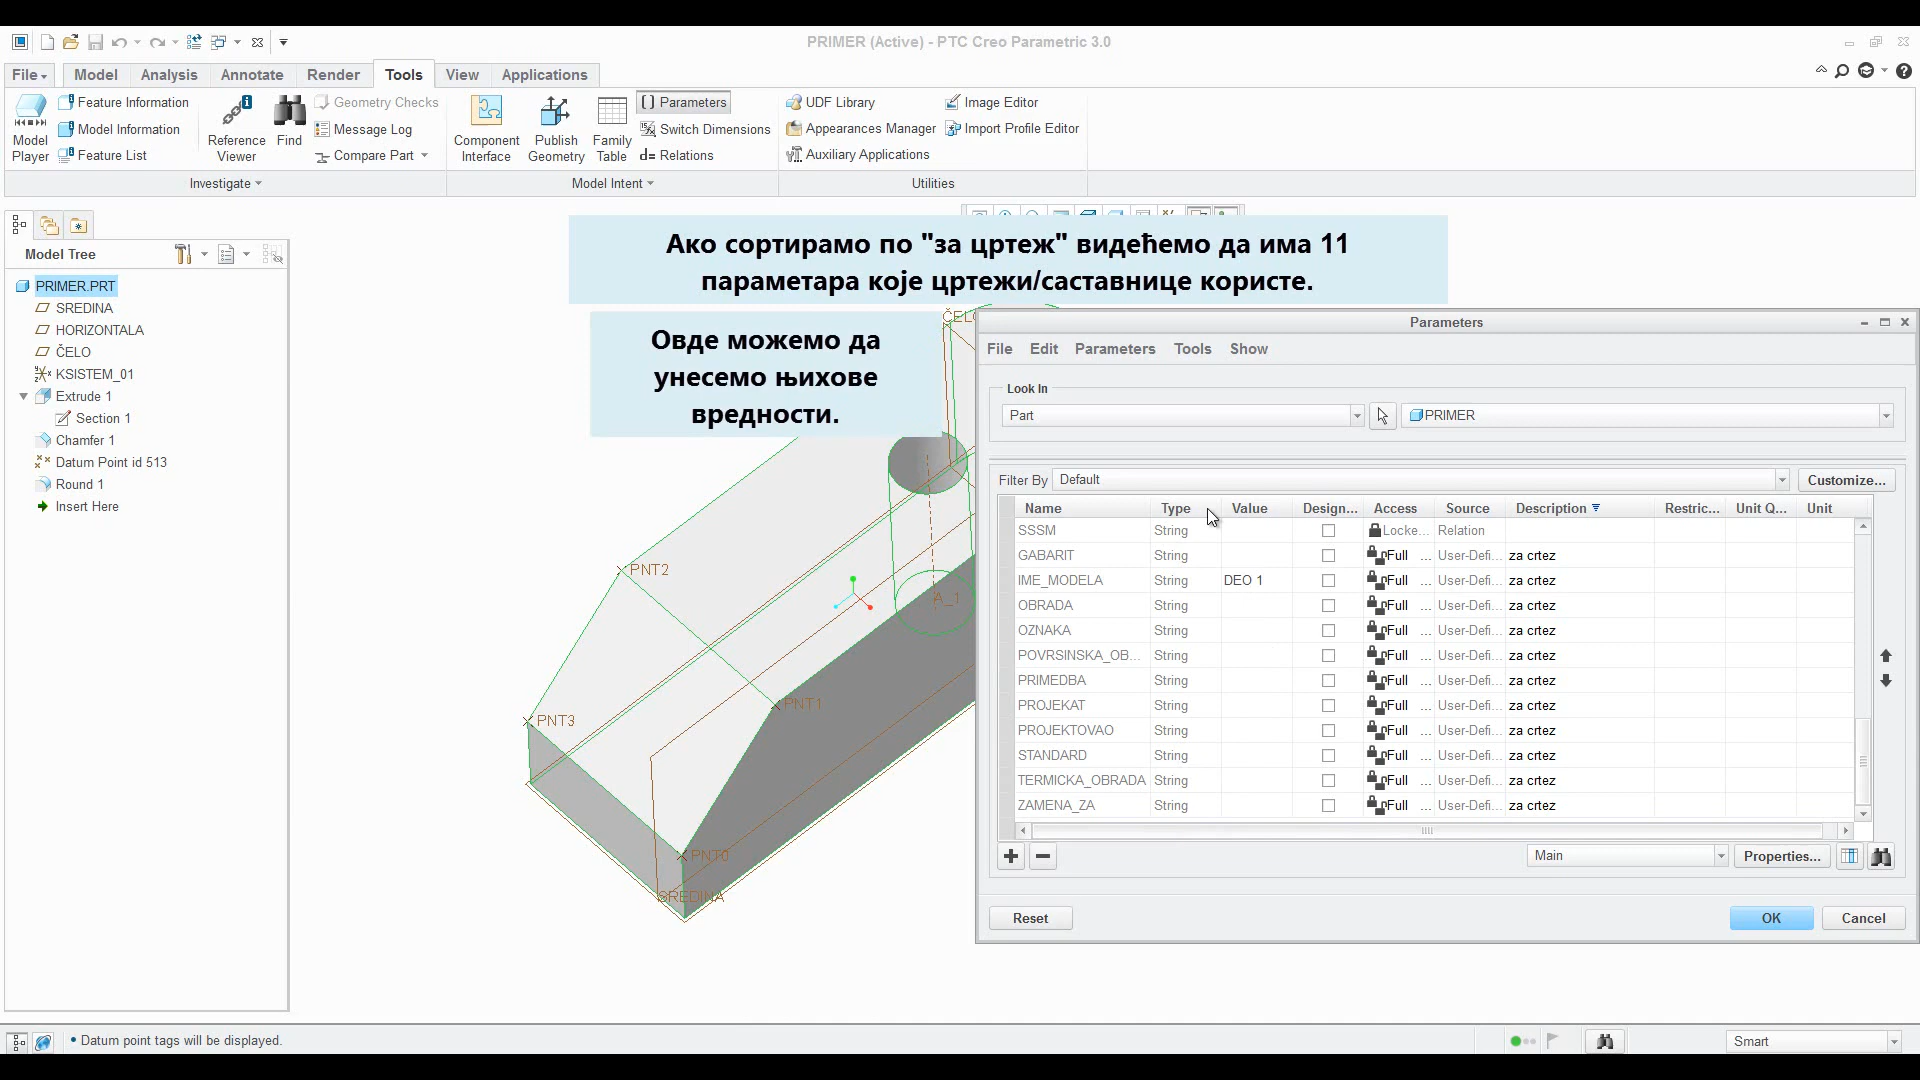 PRIMER (Active) - PTC Creo Parametric 3.0
File
Model
Analysis
Annotate
Render
Tools
View
Applications
Model Player
Feature Information
Model Information
Feature List
Reference Viewer
Find
Geometry Checks
Message Log
Compare Part
Component Interface
Publish Geometry
Family Table
Parameters
Switch Dimensions
d= Relations
UDF Library
Appearances Manager
Auxiliary Applications
Image Editor
Import Profile Editor
Investigate
Model Intent
Utilities
Model Tree
PRIMER.PRT
SREDINA
HORIZONTALA
ČELO
KSISTEM_01
Extrude 1
Section 1
Chamfer 1
Datum Point id 513
Round 1
Insert Here
Ако сортирамо по "за цртеж" видећемо да има 11
параметара које цртежи/саставнице користе.
Овде можемо да
унесемо њихове
вредности.
PNT2
PNT3
PNT1
PNT0
A_1
SREDINA
Parameters
File Edit Parameters Tools Show
Look In
Part
PRIMER
Filter By Default Customize...
Name Type Value Design... Access Source Description Restric... Unit Q... Unit
SSSM String Locke... Relation
GABARIT String Full ... User-Defi... za crtez
IME_MODELA String DEO 1 Full ... User-Defi... za crtez
OBRADA String Full ... User-Defi... za crtez
OZNAKA String Full ... User-Defi... za crtez
POVRSINSKA_OB... String Full ... User-Defi... za crtez
PRIMEDBA String Full ... User-Defi... za crtez
PROJEKAT String Full ... User-Defi... za crtez
PROJEKTOVAO String Full ... User-Defi... za crtez
STANDARD String Full ... User-Defi... za crtez
TERMICKA_OBRADA String Full ... User-Defi... za crtez
ZAMENA_ZA String Full ... User-Defi... za crtez
Main
Properties...
Reset
OK
Cancel
• Datum point tags will be displayed.
Smart